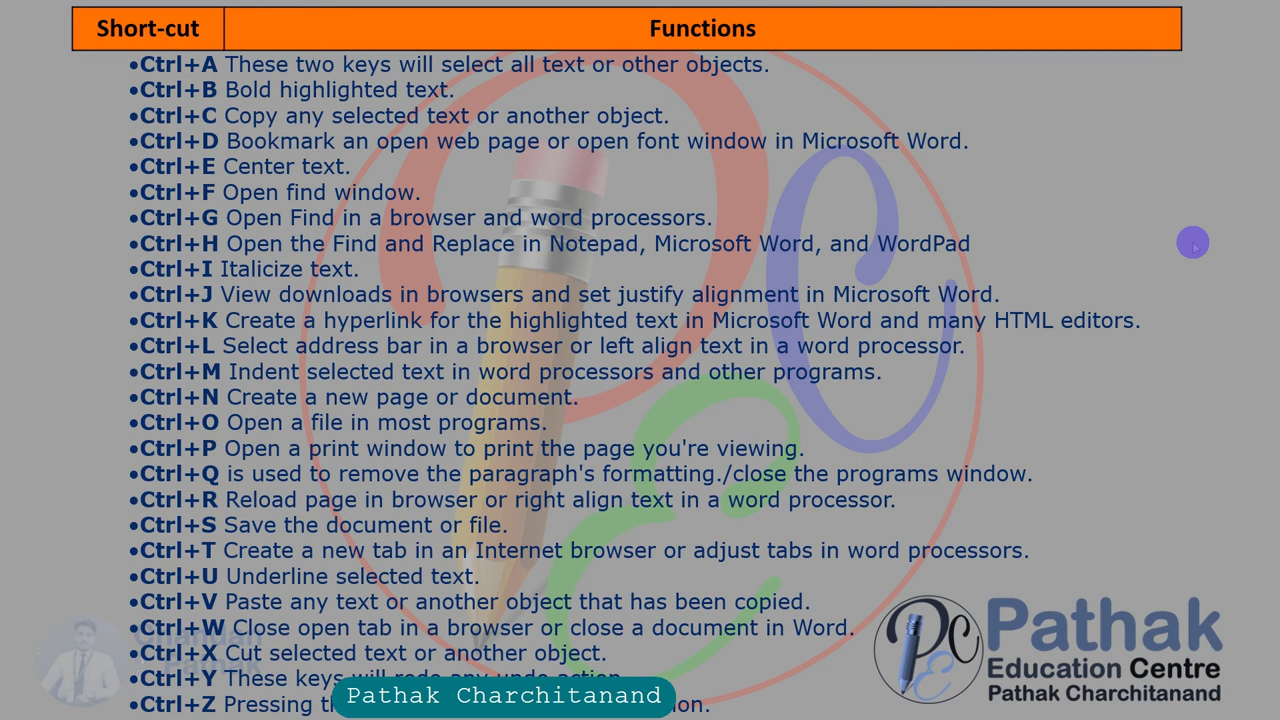 Short-cut Functions
•Ctrl+A These two keys will select all text or other objects.
•Ctrl+B Bold highlighted text.
•Ctrl+C Copy any selected text or another object.
•Ctrl+D Bookmark an open web page or open font window in Microsoft Word.
•Ctrl+E Center text.
•Ctrl+F Open find window.
•Ctrl+G Open Find in a browser and word processors.
•Ctrl+H Open the Find and Replace in Notepad, Microsoft Word, and WordPad
•Ctrl+I Italicize text.
•Ctrl+J View downloads in browsers and set justify alignment in Microsoft Word.
•Ctrl+K Create a hyperlink for the highlighted text in Microsoft Word and many HTML editors.
•Ctrl+L Select address bar in a browser or left align text in a word processor.
•Ctrl+M Indent selected text in word processors and other programs.
•Ctrl+N Create a new page or document.
•Ctrl+O Open a file in most programs.
•Ctrl+P Open a print window to print the page you're viewing.
•Ctrl+Q is used to remove the paragraph's formatting./close the programs window.
•Ctrl+R Reload page in browser or right align text in a word processor.
•Ctrl+S Save the document or file.
•Ctrl+T Create a new tab in an Internet browser or adjust tabs in word processors.
•Ctrl+U Underline selected text.
•Ctrl+V Paste any text or another object that has been copied.
•Ctrl+W Close open tab in a browser or close a document in Word.
•Ctrl+X Cut selected text or another object.
•Ctrl+Y These keys will redo any undo action.
•Ctrl+Z Pressing
Pathak Charchitanand
Chandan
Pathak
PCE
Pathak
Education Centre
Pathak Charchitanand